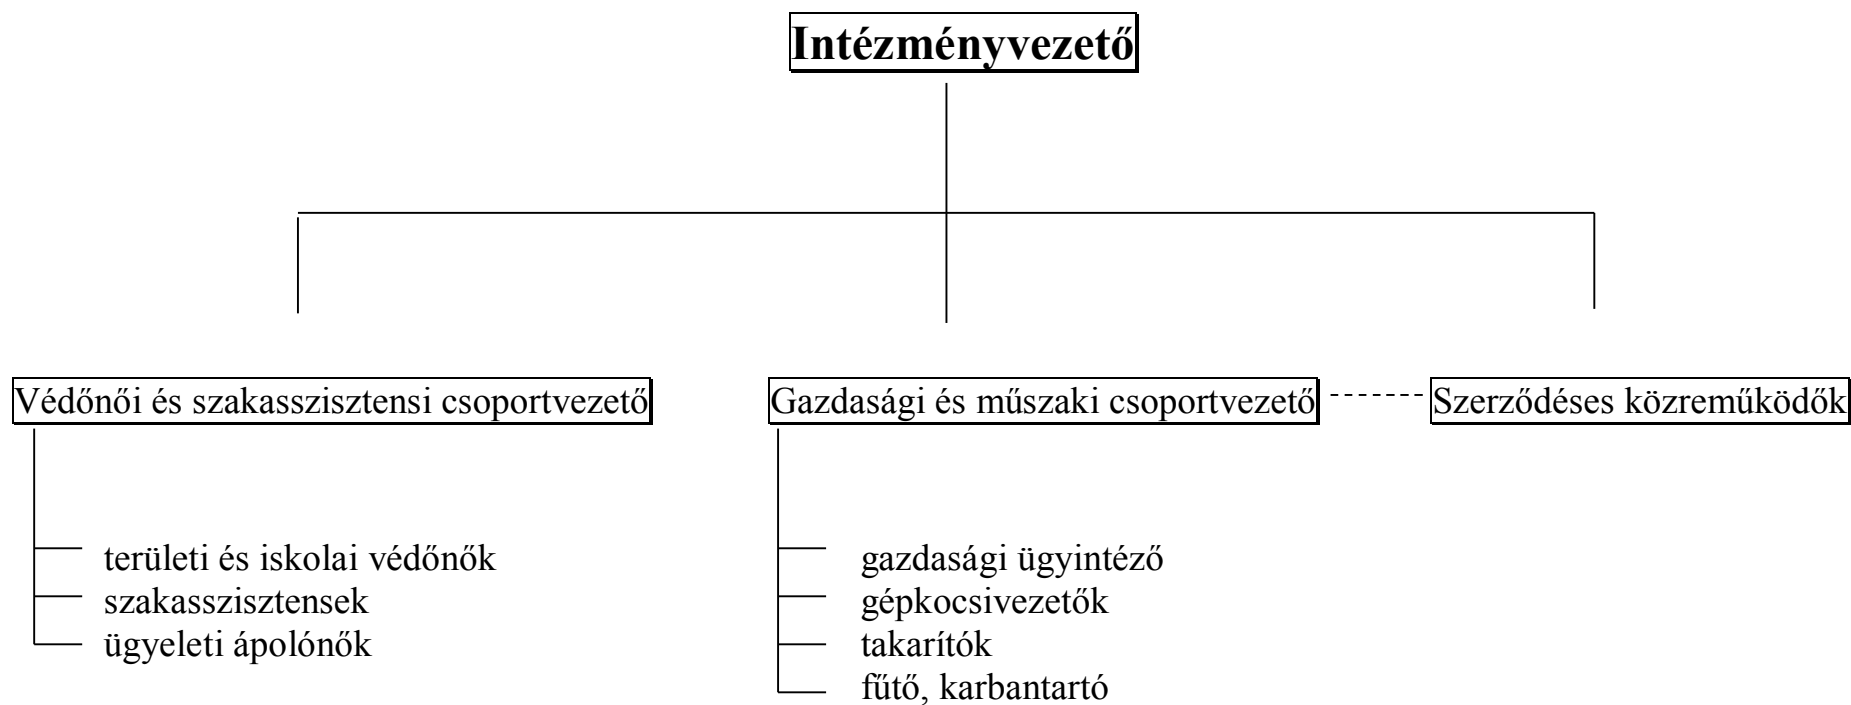 Intézményvezető
Védőnői és szakasszisztensi csoportvezető
Gazdasági és műszaki csoportvezető
Szerződéses közreműködők
területi és iskolai védőnők
szakasszisztensek
ügyeleti ápolónők
gazdasági ügyintéző
gépkocsivezetők
takarítók
fűtő, karbantartó